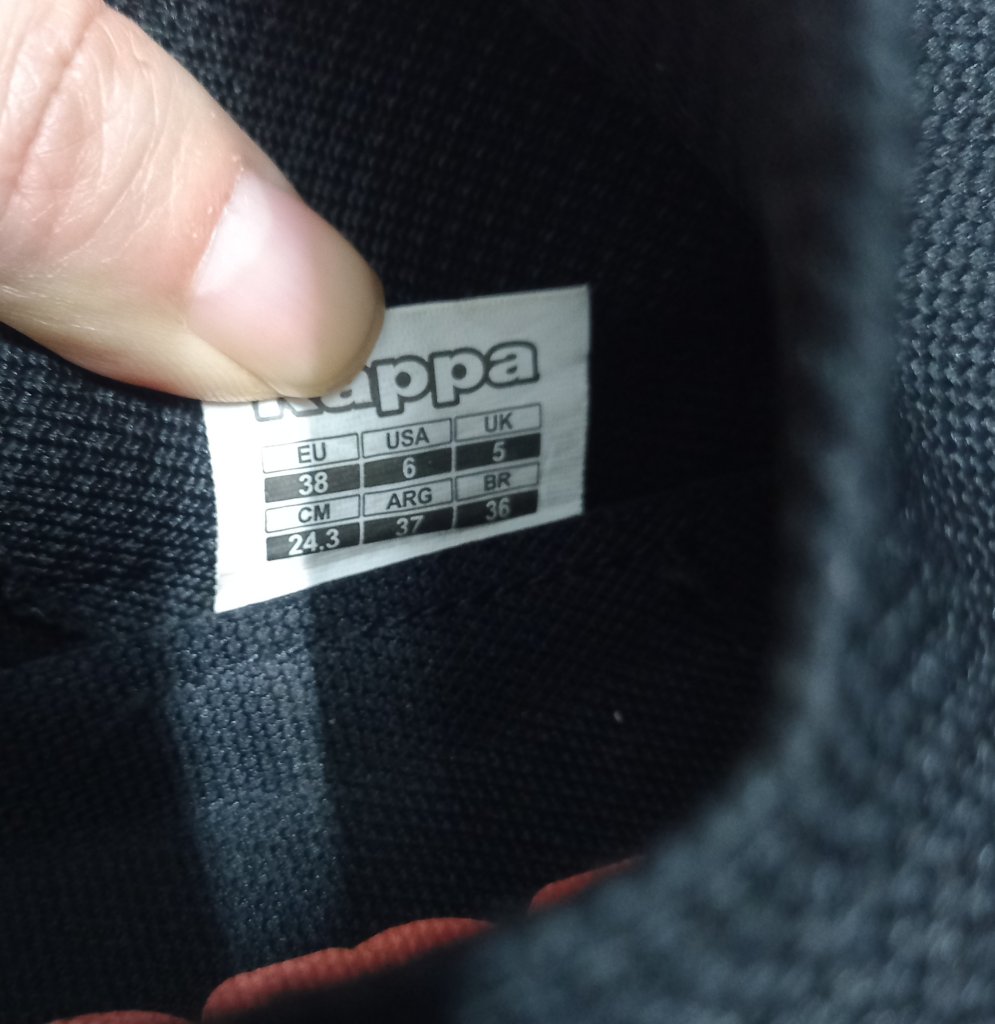 Kappa
EU USA UK
38 6 5
CM ARG BR
24.3 37 36